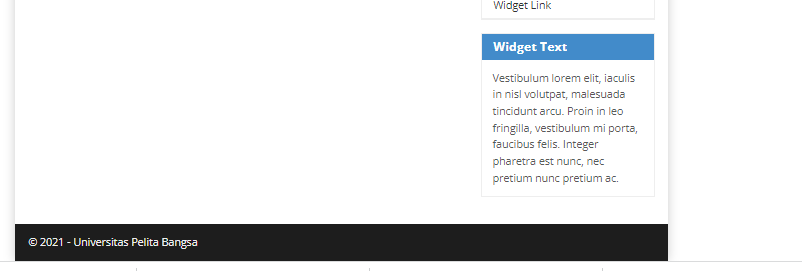 Widget Link
Widget Text
Vestibulum lorem elit, iaculis
in nisl volutpat, malesuada
tincidunt arcu. Proin in leo
fringilla, vestibulum mi porta,
faucibus felis. Integer
pharetra est nunc, nec
pretium nunc pretium ac.
© 2021 - Universitas Pelita Bangsa